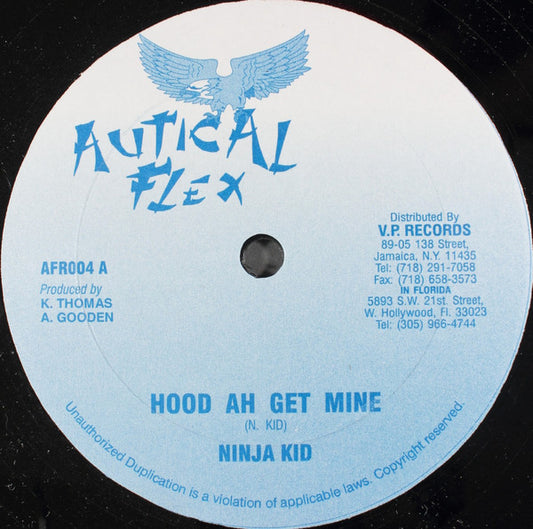 AUTICAL
FLEX
AFR004 A
Produced by
K. THOMAS
A. GOODEN
Distributed By
V.P. RECORDS
89-05 138 Street,
Jamaica, N.Y. 11435
Tel: (718) 291-7058
Fax: (718) 658-3573
IN FLORIDA
5893 S.W. 21st. Street,
W. Hollywood, Fl. 33023
Tel: (305) 966-4744
HOOD AH GET MINE
(N. KID)
NINJA KID
Unauthorized Duplication is a violation of applicable laws. Copyright reserved.